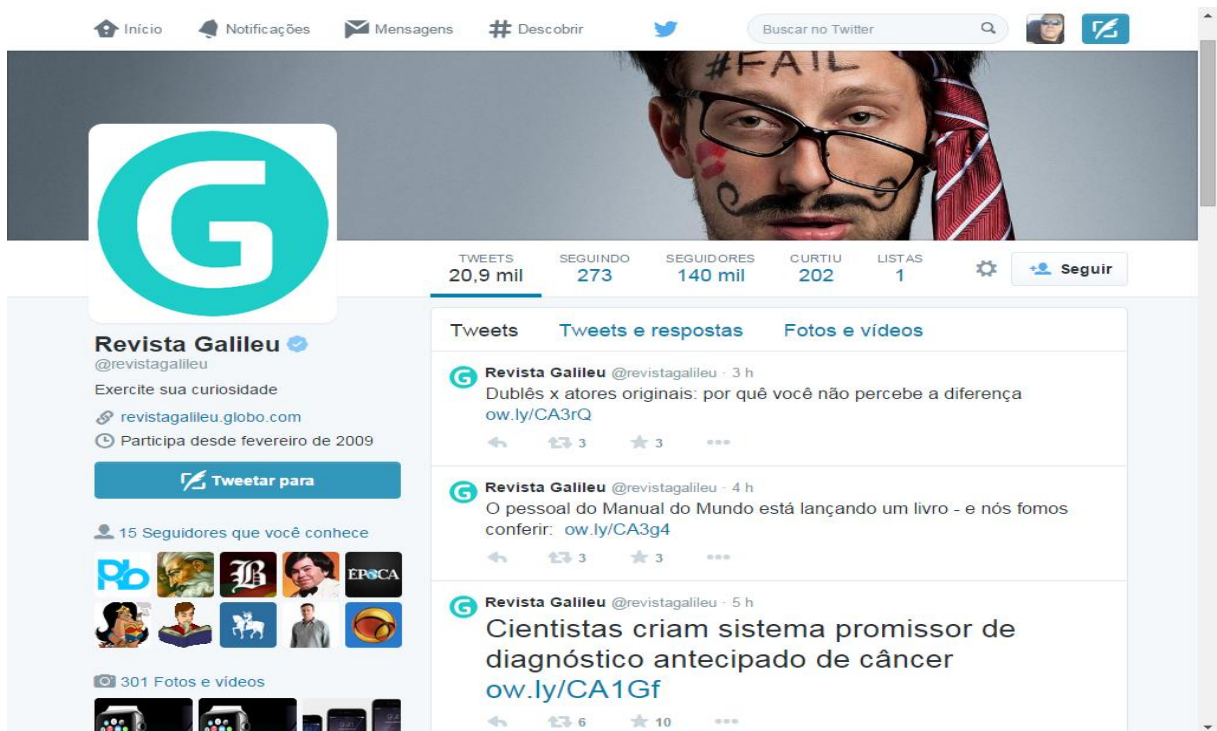 Início Notificações Mensagens # Descobrir Buscar no Twitter
#FAIL
G
TWEETS SEGUINDO SEGUIDORES CURTIU LISTAS
20,9 mil 273 140 mil 202 1 Seguir
Revista Galileu
@revistagalileu
Exercite sua curiosidade
revistagalileu.globo.com
Participa desde fevereiro de 2009
Tweetar para
15 Seguidores que você conhece
Pb B ÉPOCA
301 Fotos e vídeos
Tweets Tweets e respostas Fotos e vídeos
Revista Galileu @revistagalileu · 3 h
Dublês x atores originais: por quê você não percebe a diferença
ow.ly/CA3rQ
3 3
Revista Galileu @revistagalileu · 4 h
O pessoal do Manual do Mundo está lançando um livro - e nós fomos
conferir: ow.ly/CA3g4
3 3
Revista Galileu @revistagalileu · 5 h
Cientistas criam sistema promissor de
diagnóstico antecipado de câncer
ow.ly/CA1Gf
6 10